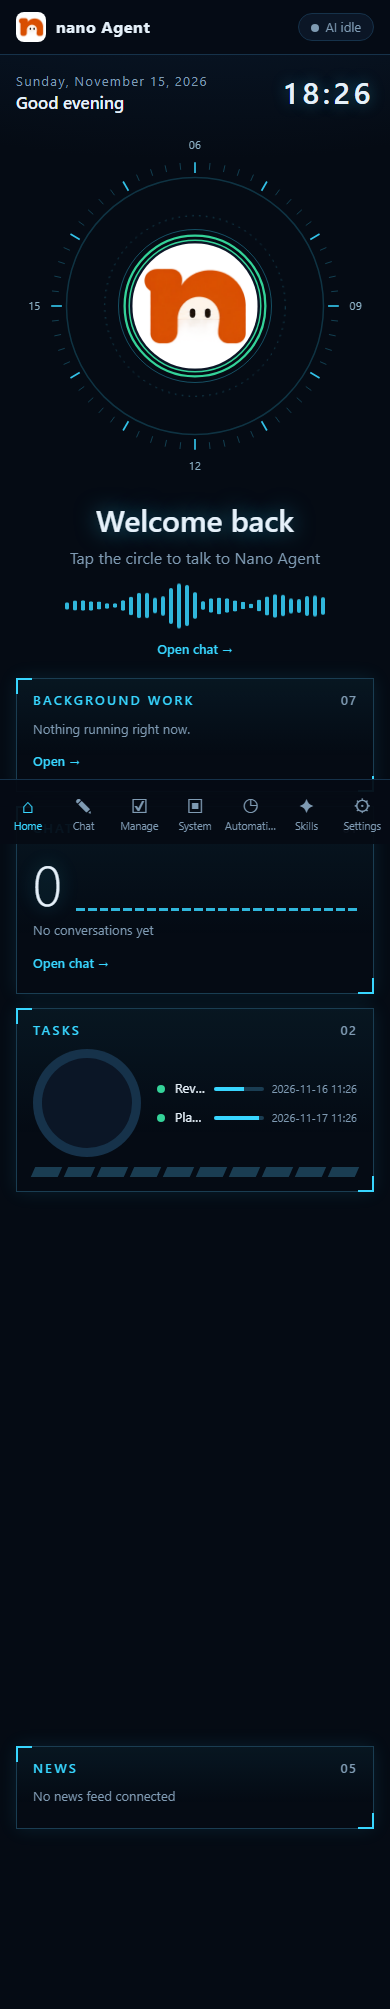 nano Agent
AI idle
Sunday, November 15, 2026
Good evening
18:26
06
15
09
12
Welcome back
Tap the circle to talk to Nano Agent
Open chat →
BACKGROUND WORK 07
Nothing running right now.
Open →
Home Chat Manage System Automati... Skills Settings
0
No conversations yet
Open chat →
TASKS 02
Rev... 2026-11-16 11:26
Pla... 2026-11-17 11:26
NEWS 05
No news feed connected